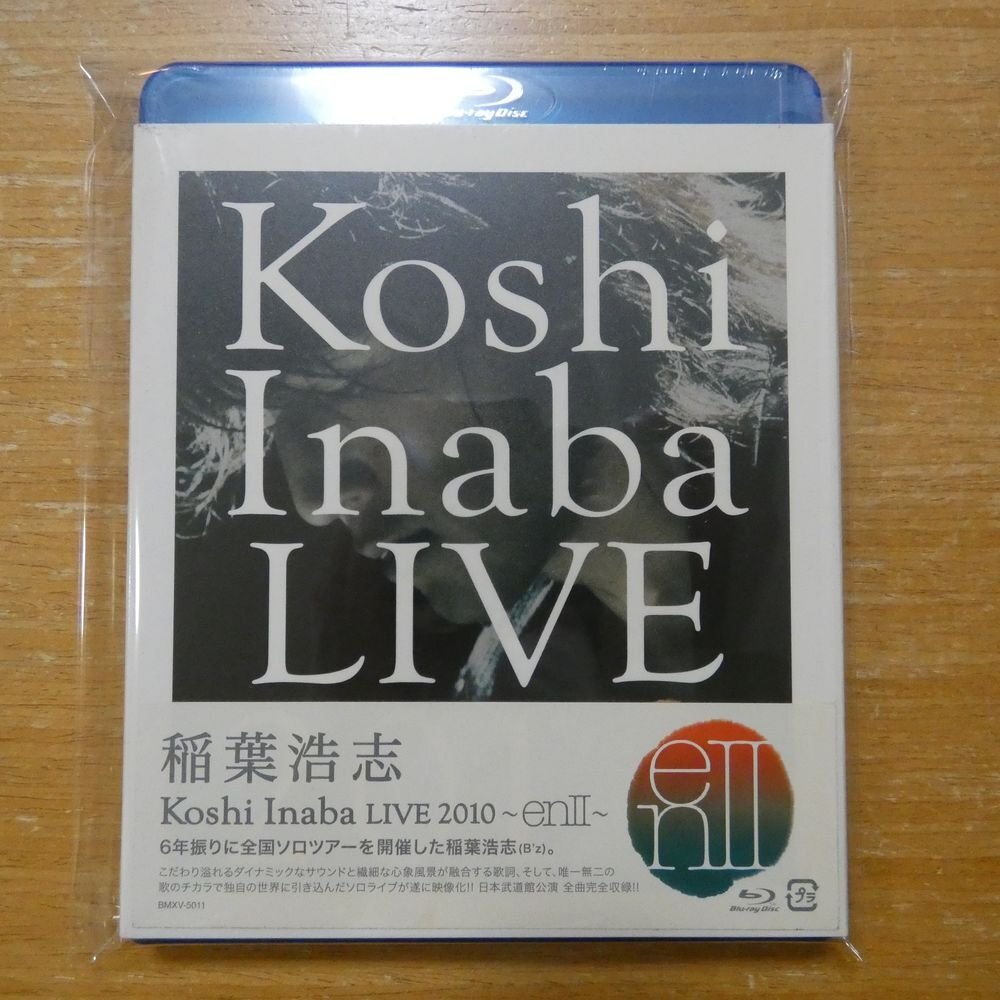 Blu-ray Disc
Koshi
Inaba
LIVE
稲葉浩志
Koshi Inaba LIVE 2010 ~enII~
6年振りに全国ソロツアーを開催した稲葉浩志(B'z)。
こだわり溢れるダイナミックなサウンドと繊細な心象風景が融合する歌詞、そして、唯一無二の
歌のチカラで独自の世界に引き込んだソロライブが遂に映像化!! 日本武道館公演 全曲完全収録!!
BMXV-5011
enII
Blu-ray Disc
プラ